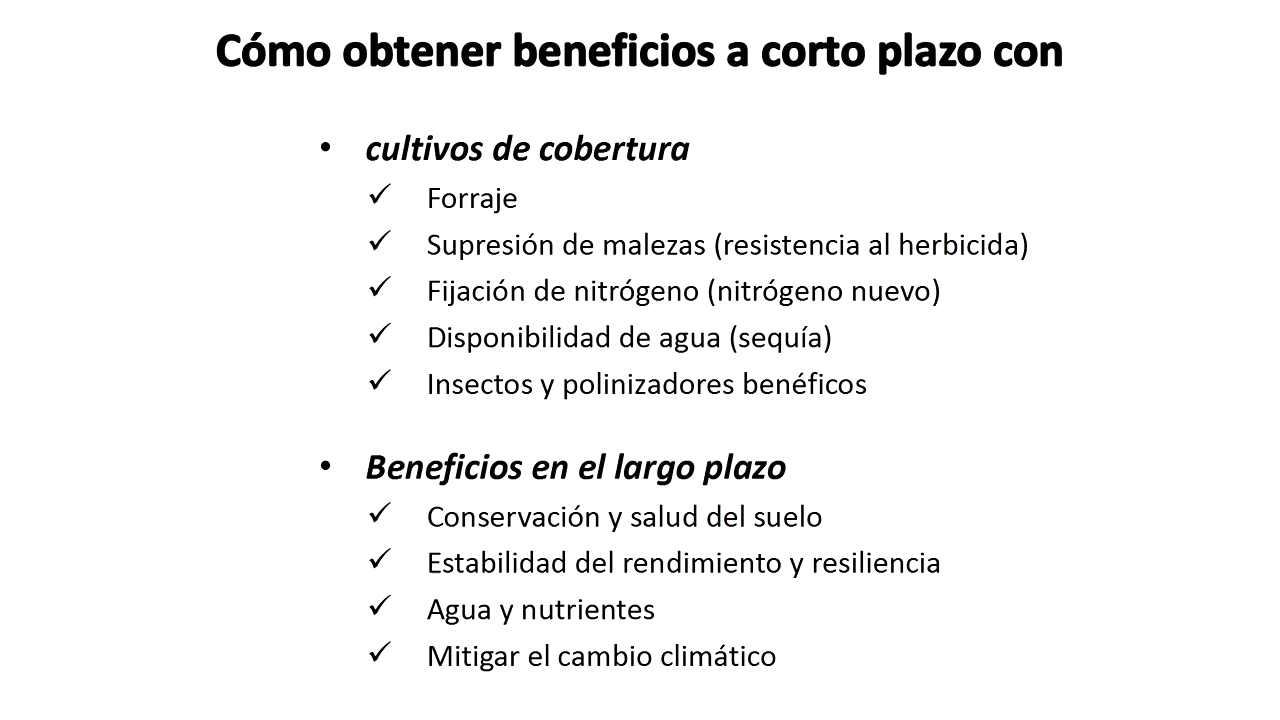 Cómo obtener beneficios a corto plazo con
• cultivos de cobertura
✓ Forraje
✓ Supresión de malezas (resistencia al herbicida)
✓ Fijación de nitrógeno (nitrógeno nuevo)
✓ Disponibilidad de agua (sequía)
✓ Insectos y polinizadores benéficos
• Beneficios en el largo plazo
✓ Conservación y salud del suelo
✓ Estabilidad del rendimiento y resiliencia
✓ Agua y nutrientes
✓ Mitigar el cambio climático